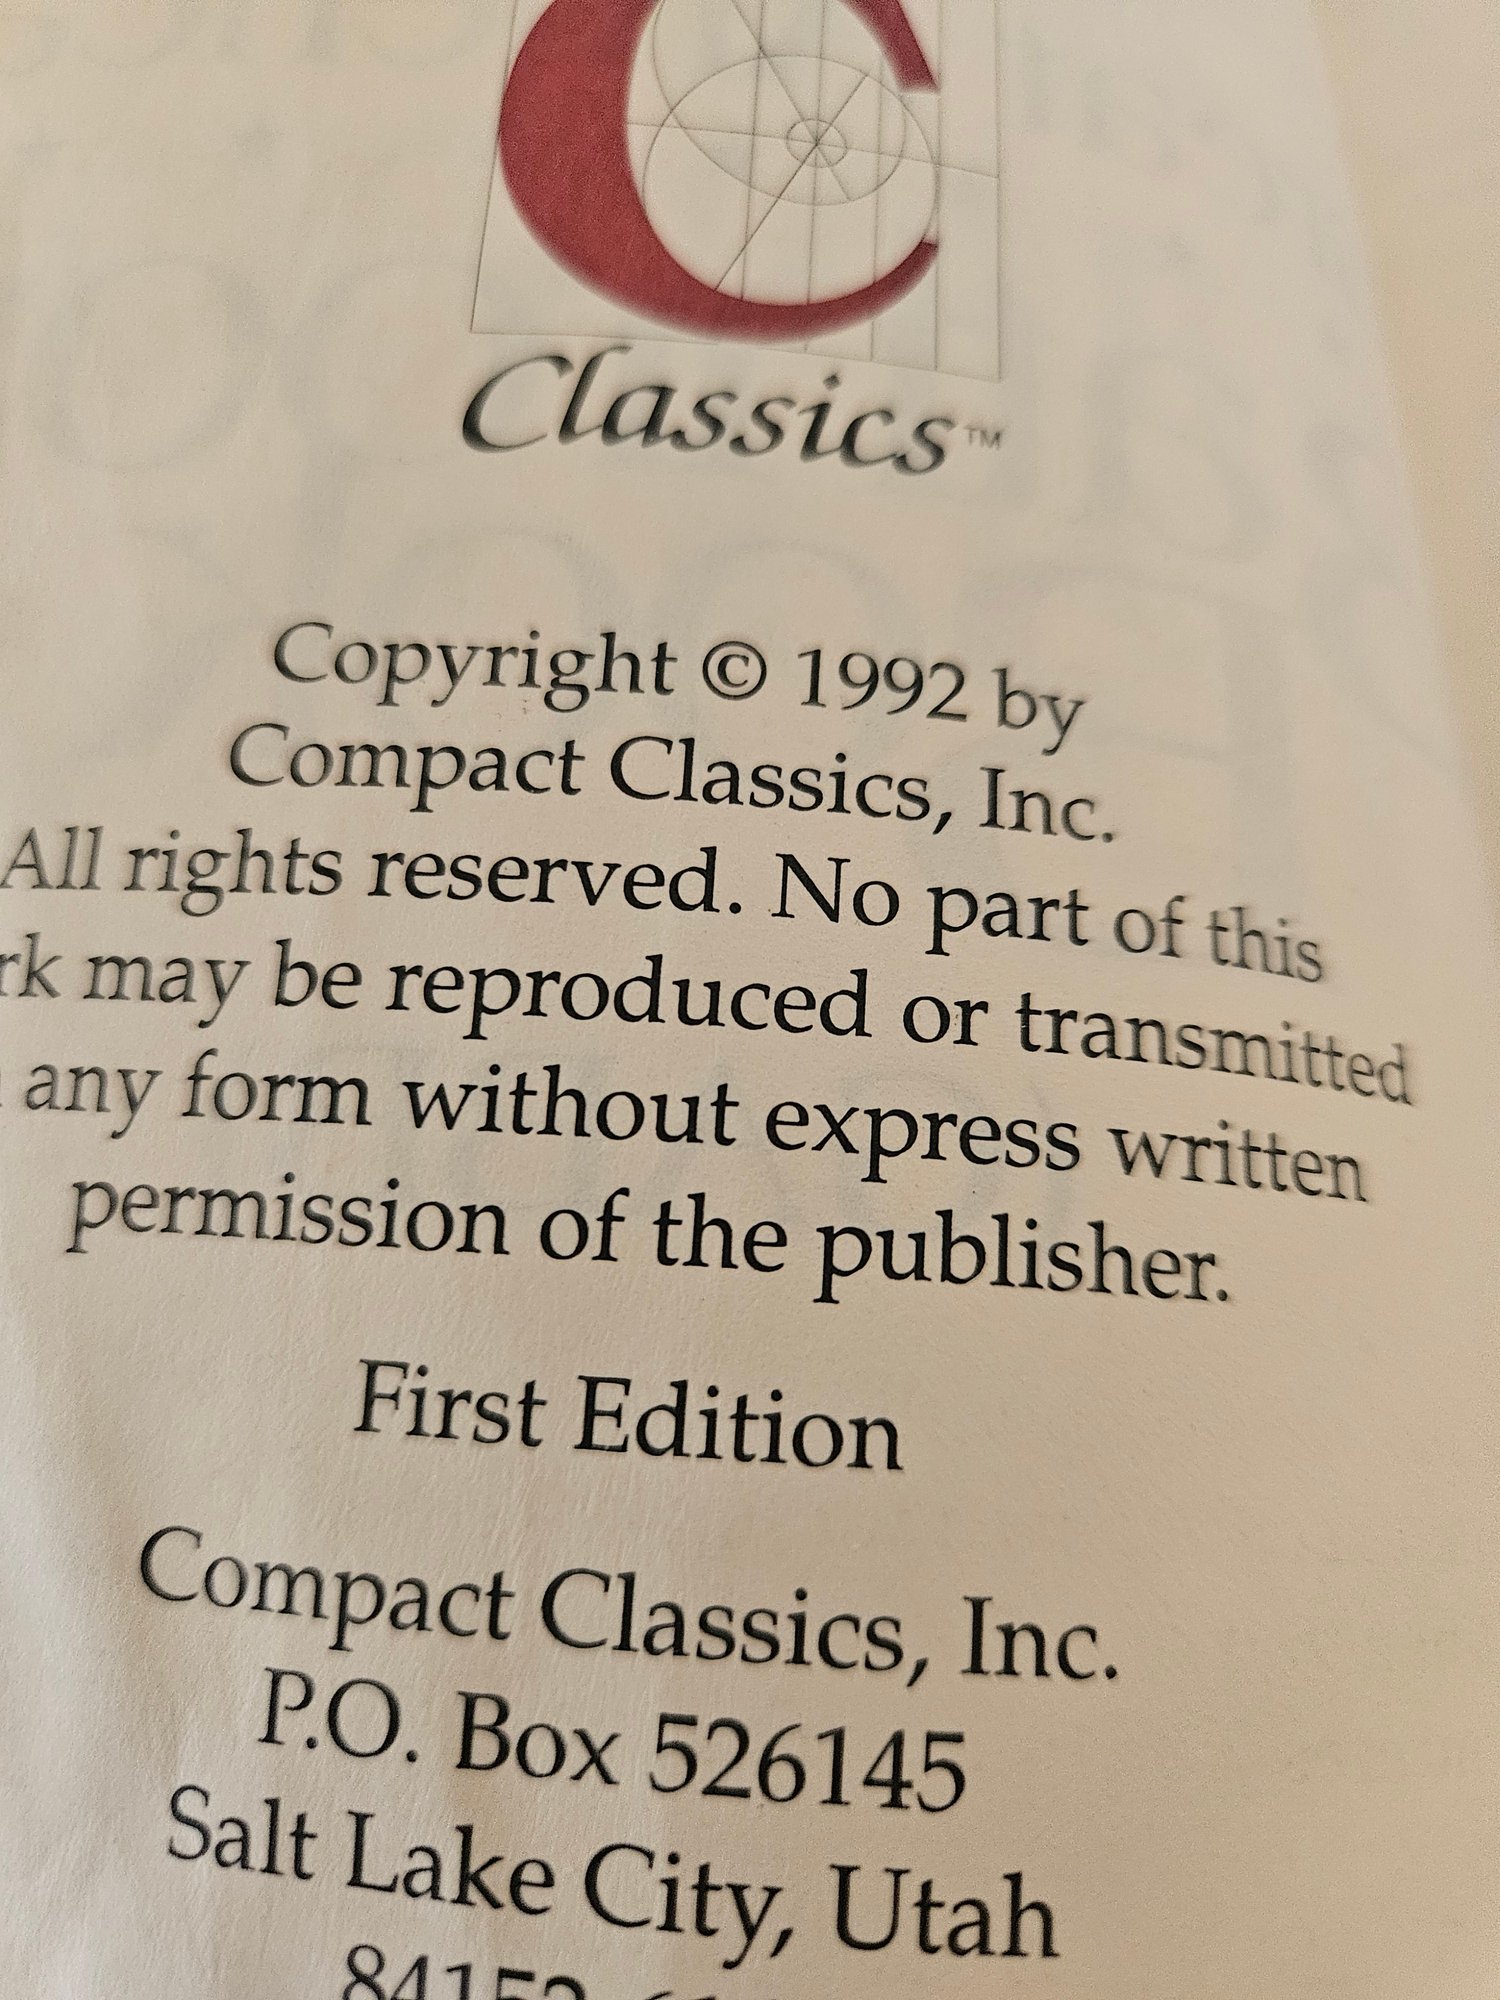 C
Classics™
Copyright © 1992 by
Compact Classics, Inc.
All rights reserved. No part of this
rk may be reproduced or transmitted
any form without express written
permission of the publisher.
First Edition
Compact Classics, Inc.
P.O. Box 526145
Salt Lake City, Utah
84152